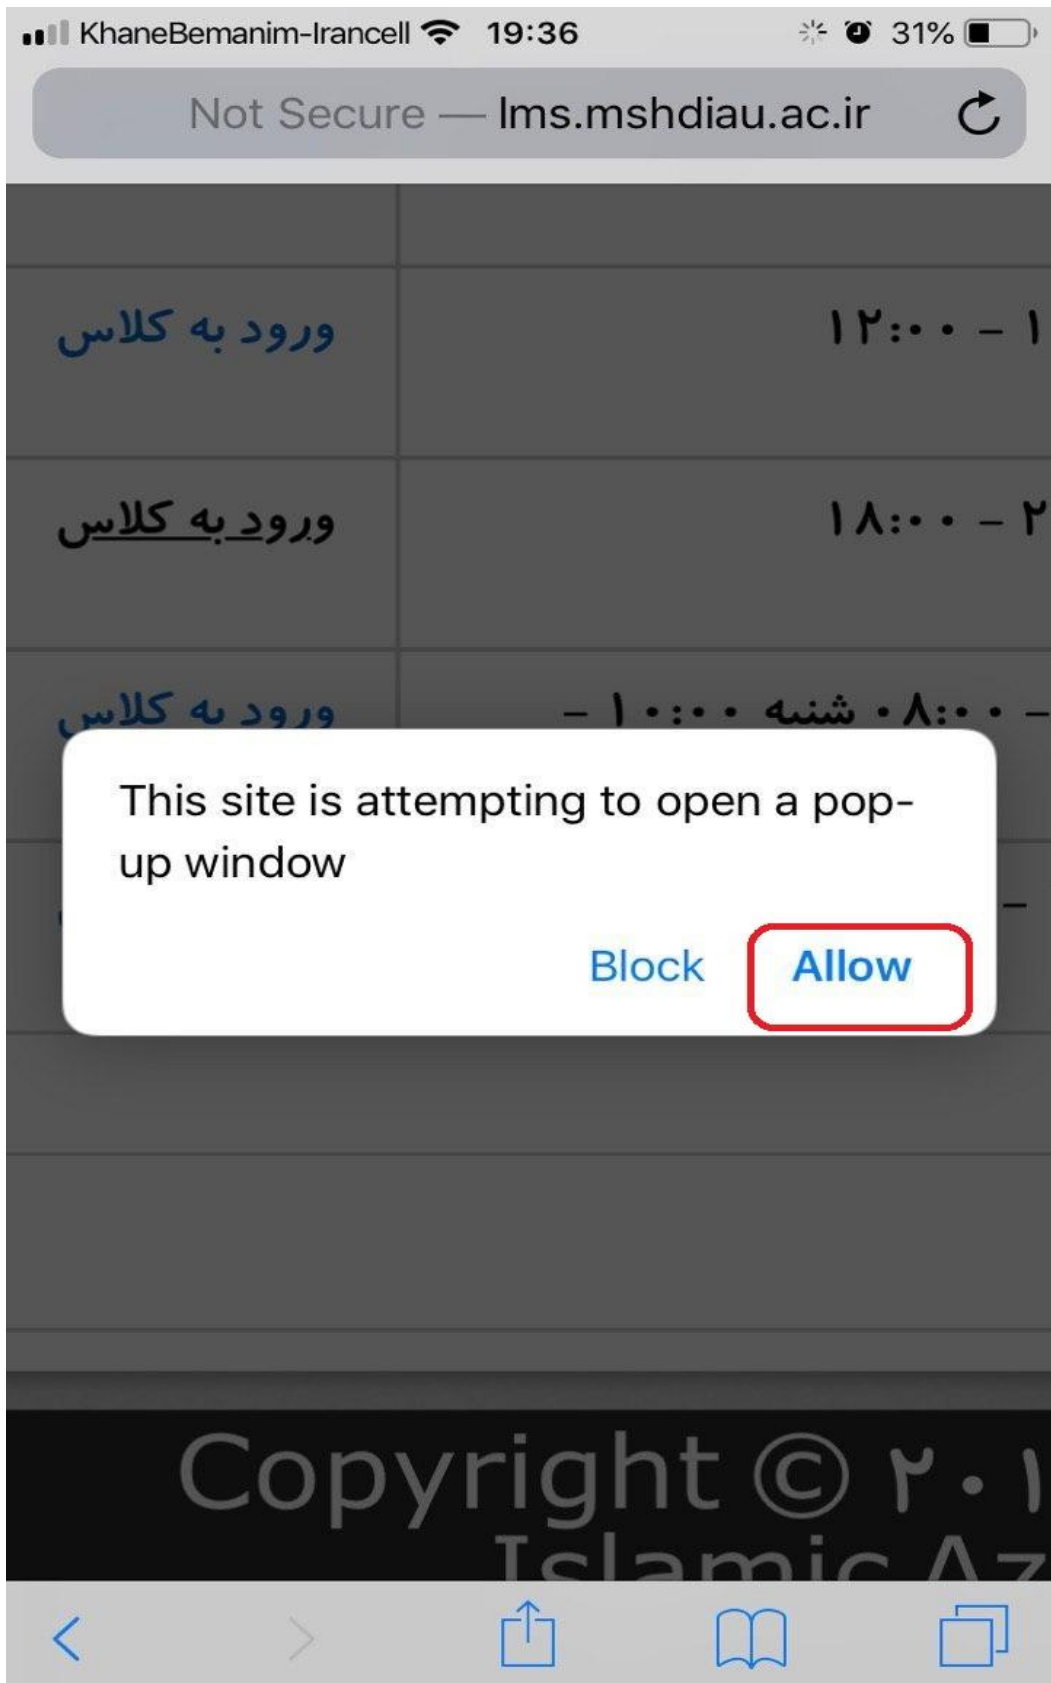 KhaneBemanim-Irancell 19:36 31%
Not Secure — lms.mshdiau.ac.ir
ورود به کلاس
۱ - ۱۲:۰۰
ورود به کلاس
۲ - ۱۸:۰۰
ورود به کلاس
- ۰۸:۰۰ شنبه ۱۰:۰۰ -
This site is attempting to open a pop-
up window
Block Allow
Copyright © ۲۰۱
Islamic Az